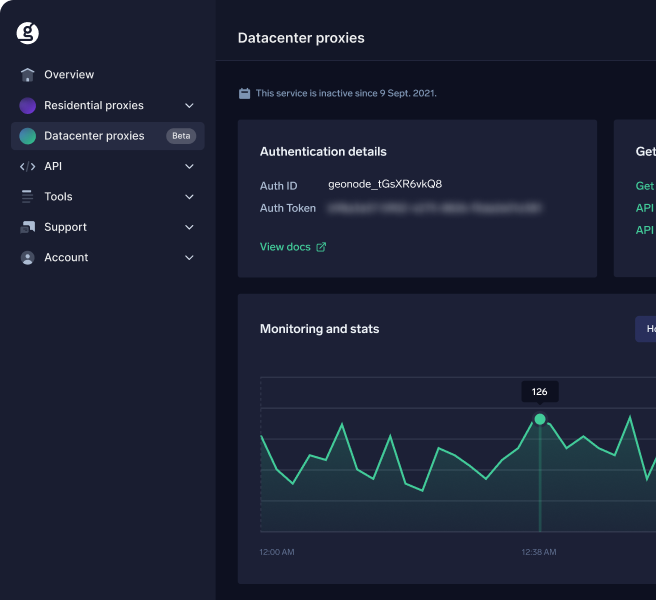 g
Overview
Residential proxies
Datacenter proxies Beta
API
Tools
Support
Account
Datacenter proxies
This service is inactive since 9 Sept. 2021.
Authentication details
Auth ID geonode_tGsXR6vkQ8
Auth Token
View docs
Get
Get
API
API
Monitoring and stats
126
12:00 AM
12:38 AM